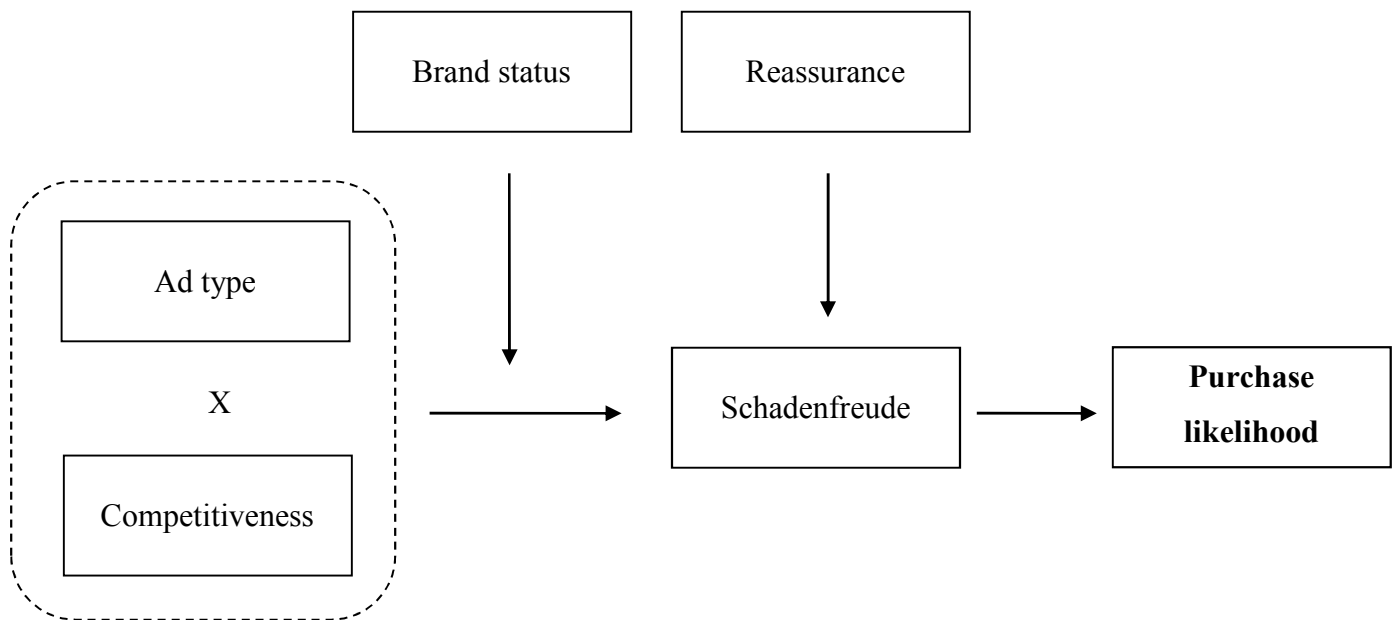 Brand status
Reassurance
Ad type
X
Competitiveness
Schadenfreude
Purchase
likelihood